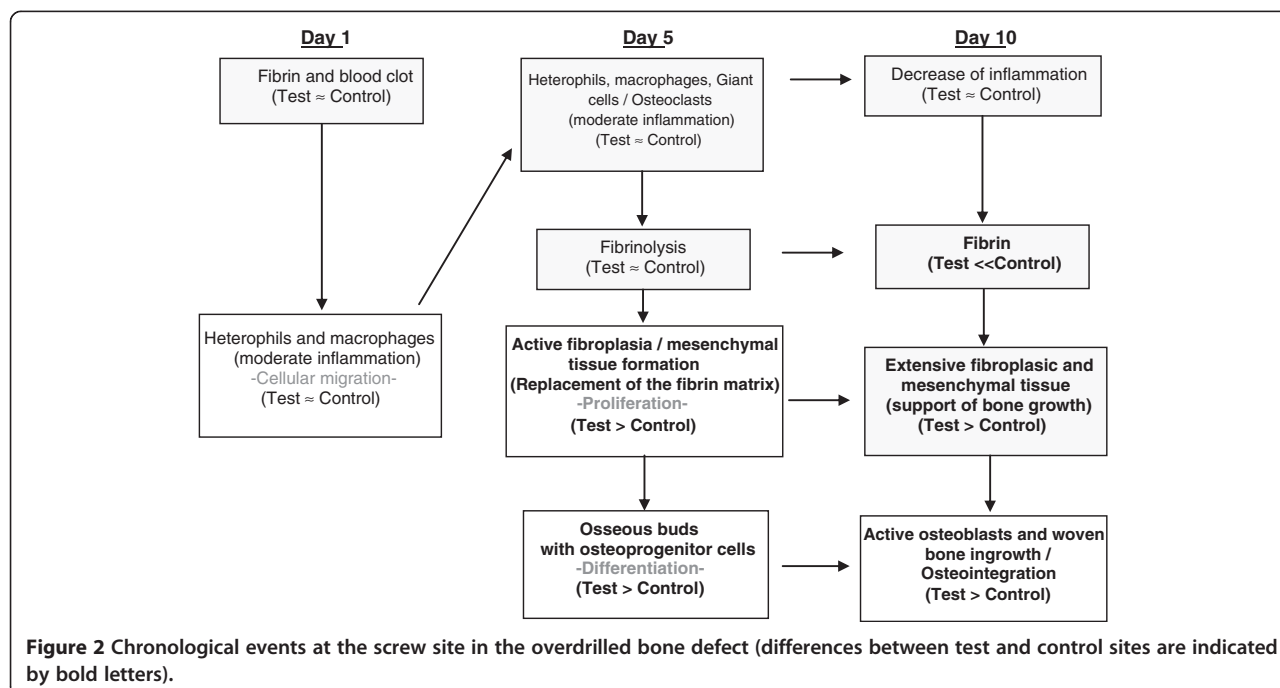 Day 1
Fibrin and blood clot
(Test ≈ Control)
Heterophils and macrophages
(moderate inflammation)
-Cellular migration-
(Test ≈ Control)
Day 5
Heterophils, macrophages, Giant
cells / Osteoclasts
(moderate inflammation)
(Test ≈ Control)
Fibrinolysis
(Test ≈ Control)
Active fibroplasia / mesenchymal
tissue formation
(Replacement of the fibrin matrix)
-Proliferation-
(Test > Control)
Osseous buds
with osteoprogenitor cells
-Differentiation-
(Test > Control)
Day 10
Decrease of inflammation
(Test ≈ Control)
Fibrin
(Test <<Control)
Extensive fibroplasic and
mesenchymal tissue
(support of bone growth)
(Test > Control)
Active osteoblasts and woven
bone ingrowth /
Osteointegration
(Test > Control)
Figure 2 Chronological events at the screw site in the overdrilled bone defect (differences between test and control sites are indicated
by bold letters).